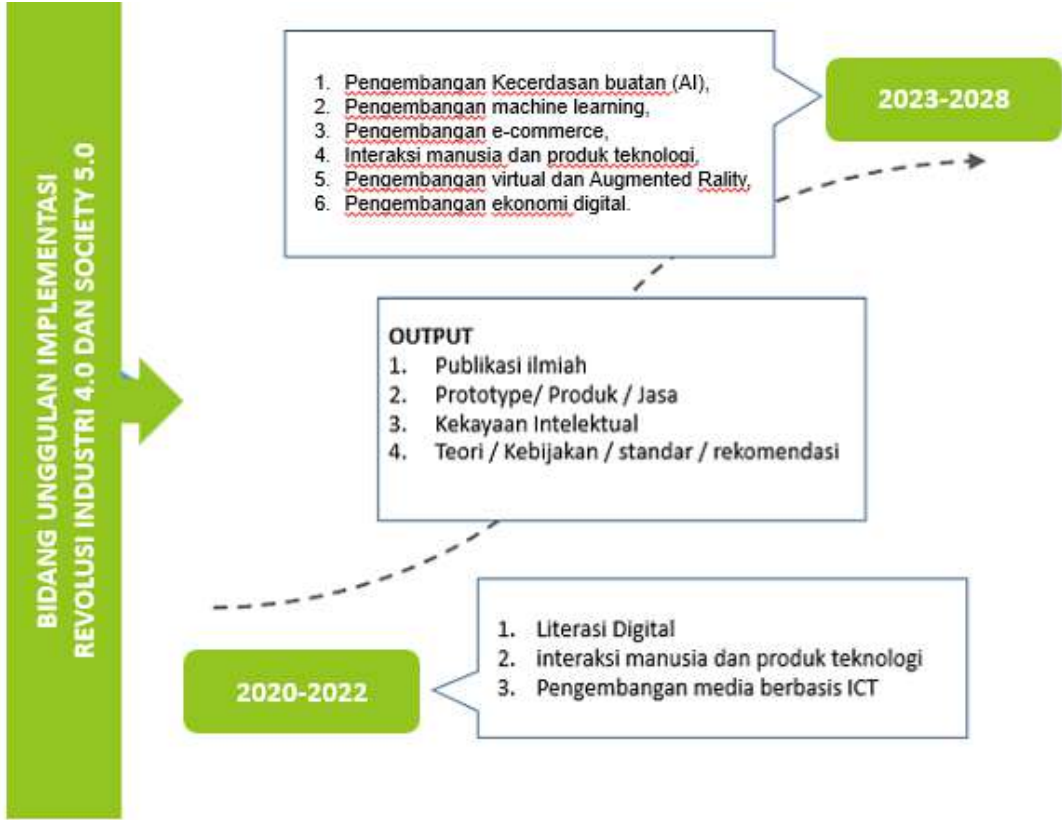 BIDANG UNGGULAN IMPLEMENTASI
REVOLUSI INDUSTRI 4.0 DAN SOCIETY 5.0
1. Pengembangan Kecerdasan buatan (AI),
2. Pengembangan machine learning,
3. Pengembangan e-commerce,
4. Interaksi manusia dan produk teknologi,
5. Pengembangan virtual dan Augmented Rality,
6. Pengembangan ekonomi digital.
2023-2028
OUTPUT
1. Publikasi ilmiah
2. Prototype/ Produk / Jasa
3. Kekayaan Intelektual
4. Teori / Kebijakan / standar / rekomendasi
2020-2022
1. Literasi Digital
2. interaksi manusia dan produk teknologi
3. Pengembangan media berbasis ICT